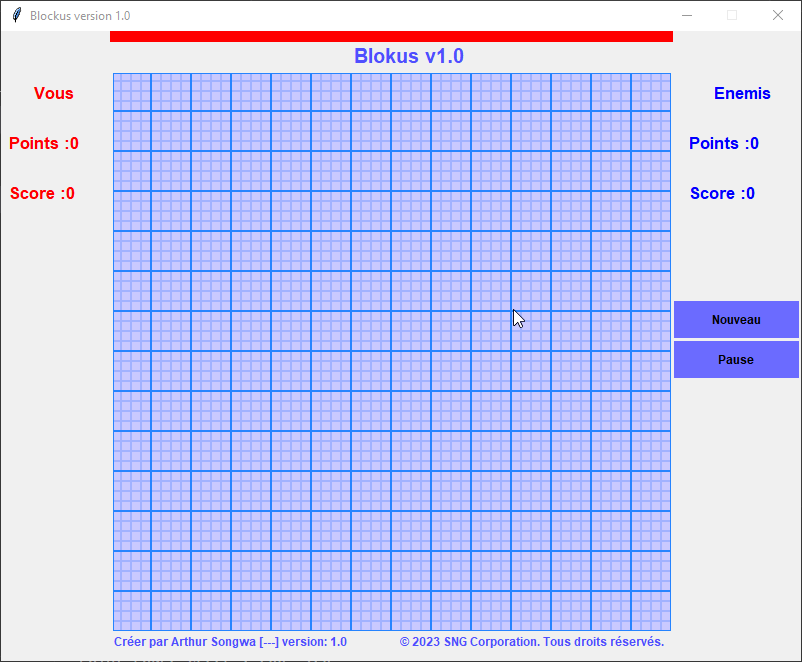 Blockus version 1.0
Blokus v1.0
Vous
Points :0
Score :0
Enemis
Points :0
Score :0
Nouveau
Pause
Créer par Arthur Songwa [---] version: 1.0
© 2023 SNG Corporation. Tous droits réservés.